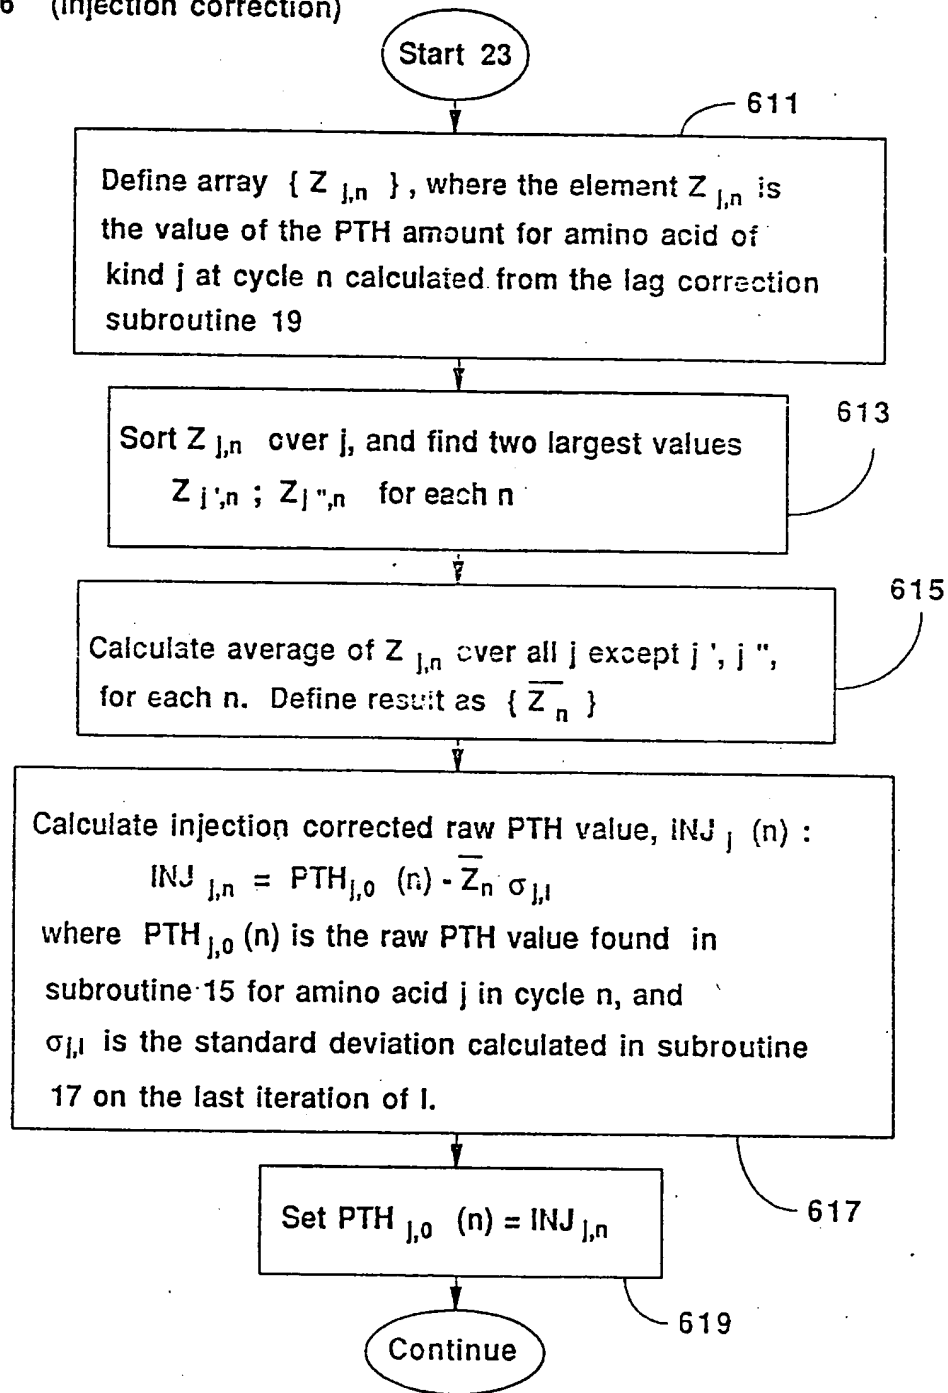 6 (Injection correction)
Start 23
611
Define array { Z j,n } , where the element Z j,n is
the value of the PTH amount for amino acid of
kind j at cycle n calculated from the lag correction
subroutine 19
613
Sort Z j,n over j, and find two largest values
Z j',n ; Z j",n for each n
615
Calculate average of Z j,n over all j except j ', j ",
for each n. Define result as { Z̅ n }
Calculate injection corrected raw PTH value, INJ j (n) :
INJ j,n = PTH j,0 (n) - Z̅ n σ j,I
where PTH j,0 (n) is the raw PTH value found in
subroutine 15 for amino acid j in cycle n, and
σ j,I is the standard deviation calculated in subroutine
17 on the last iteration of I.
617
Set PTH j,0 (n) = INJ j,n
619
Continue